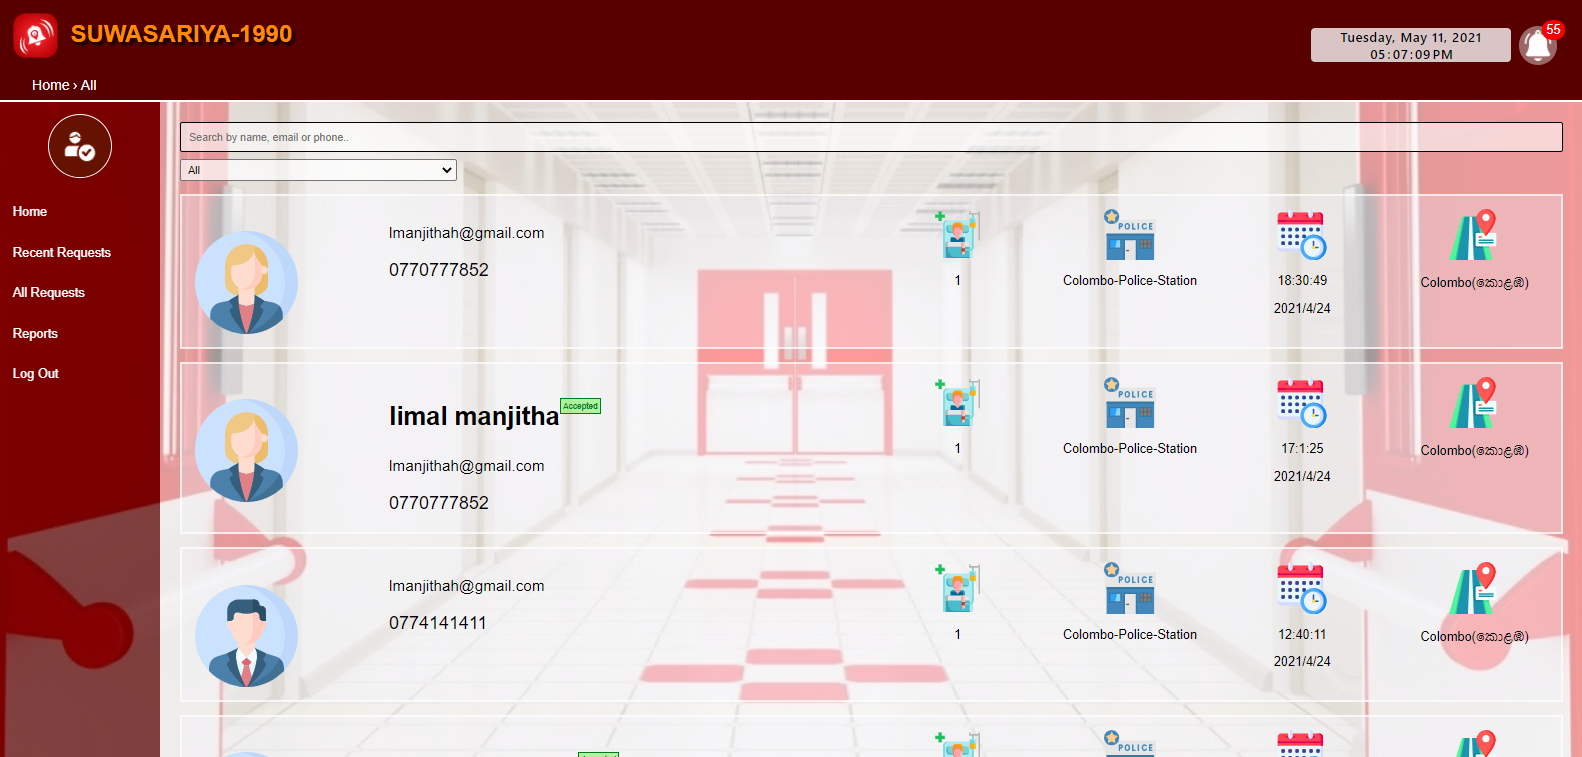 SUWASARIYA-1990
Tuesday, May 11, 2021
05:07:09 PM
55
Home › All
Home
Recent Requests
All Requests
Reports
Log Out
Search by name, email or phone..
All
lmanjithah@gmail.com
0770777852
1
POLICE
Colombo-Police-Station
18:30:49
2021/4/24
Colombo(කොළඹ)
limal manjitha
Accepted
lmanjithah@gmail.com
0770777852
1
POLICE
Colombo-Police-Station
17:1:25
2021/4/24
Colombo(කොළඹ)
lmanjithah@gmail.com
0774141411
1
POLICE
Colombo-Police-Station
12:40:11
2021/4/24
Colombo(කොළඹ)
POLICE